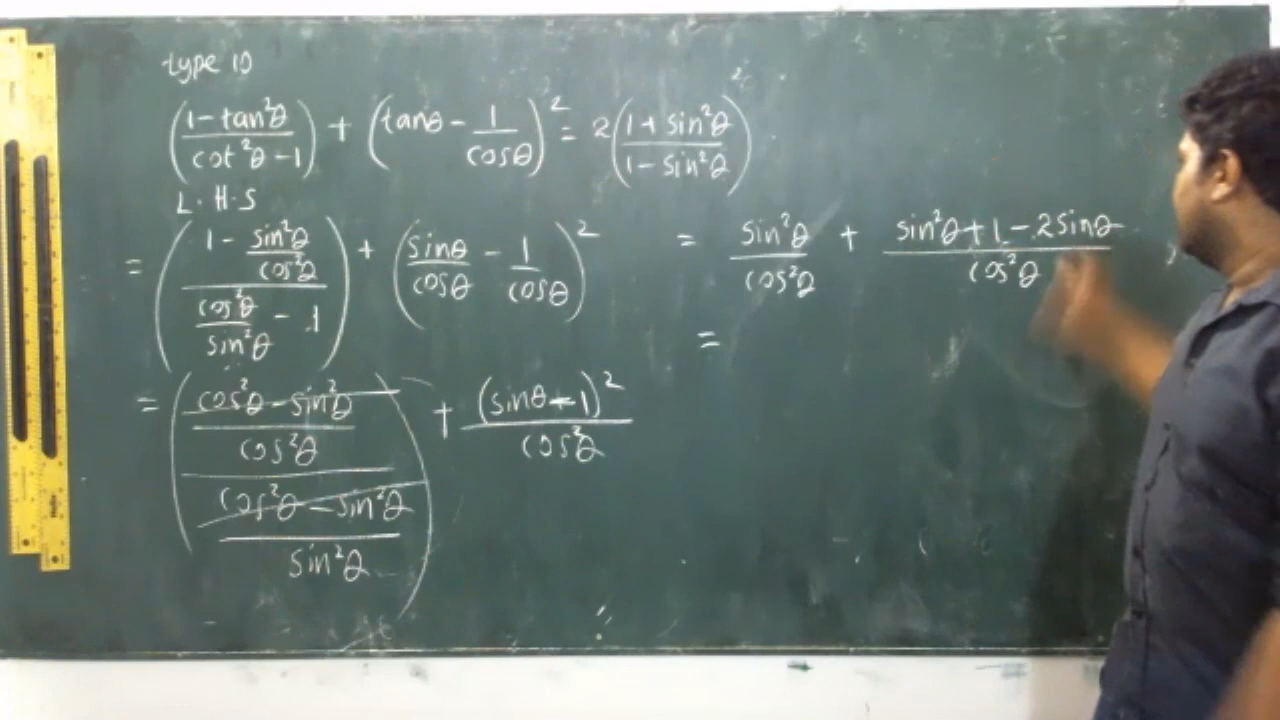 type 10
((1-tan²θ)/(cot²θ-1)) + (tanθ - 1/cosθ)² = 2((1+sin²θ)/(1-sin²θ))²
L.H.S
= ((1 - sin²θ/cos²θ)/(cos²θ/sin²θ - 1)) + (sinθ/cosθ - 1/cosθ)²
= (((cos²θ-sin²θ)/cos²θ)/((cos²θ-sin²θ)/sin²θ)) + (sinθ-1)²/cos²θ
= sin²θ/cos²θ + (sin²θ+1-2sinθ)/cos²θ
=